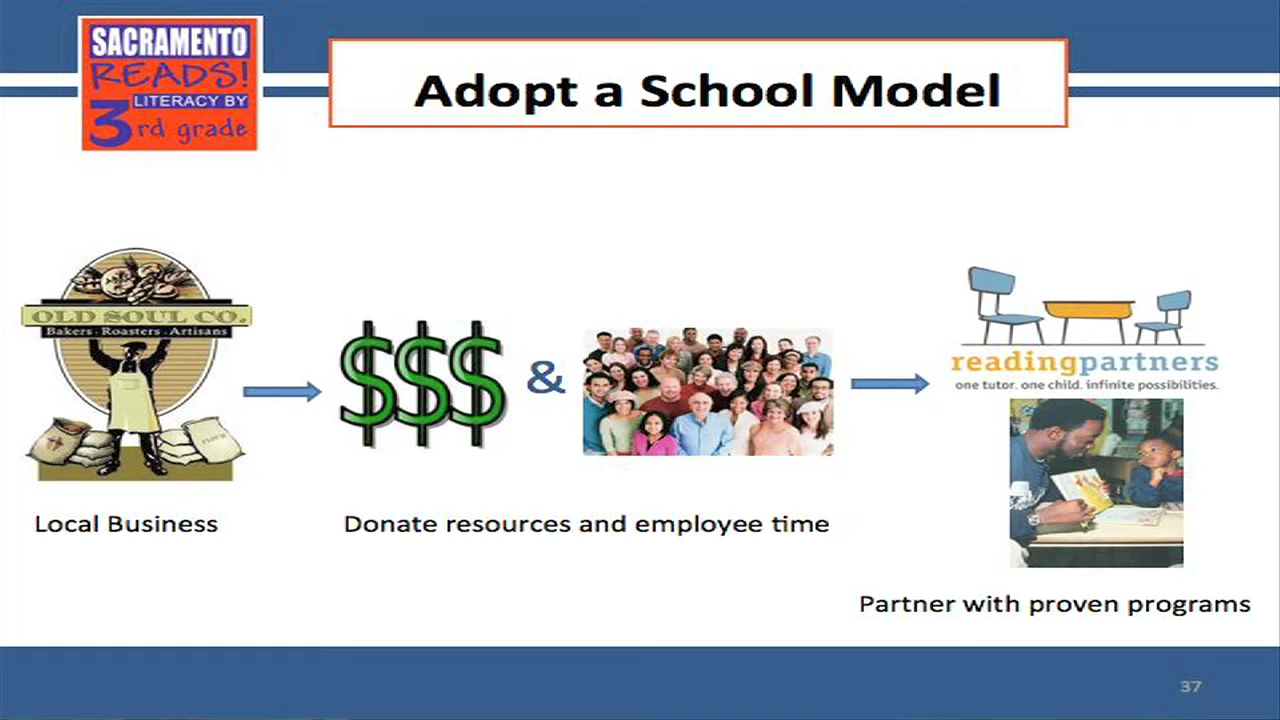 SACRAMENTO
READS!
LITERACY BY
3rd grade
Adopt a School Model
OLD SOUL CO.
Bakers · Roasters · Artisans
$$$
&
readingpartners
one tutor. one child. infinite possibilities.
Local Business
Donate resources and employee time
Partner with proven programs
37